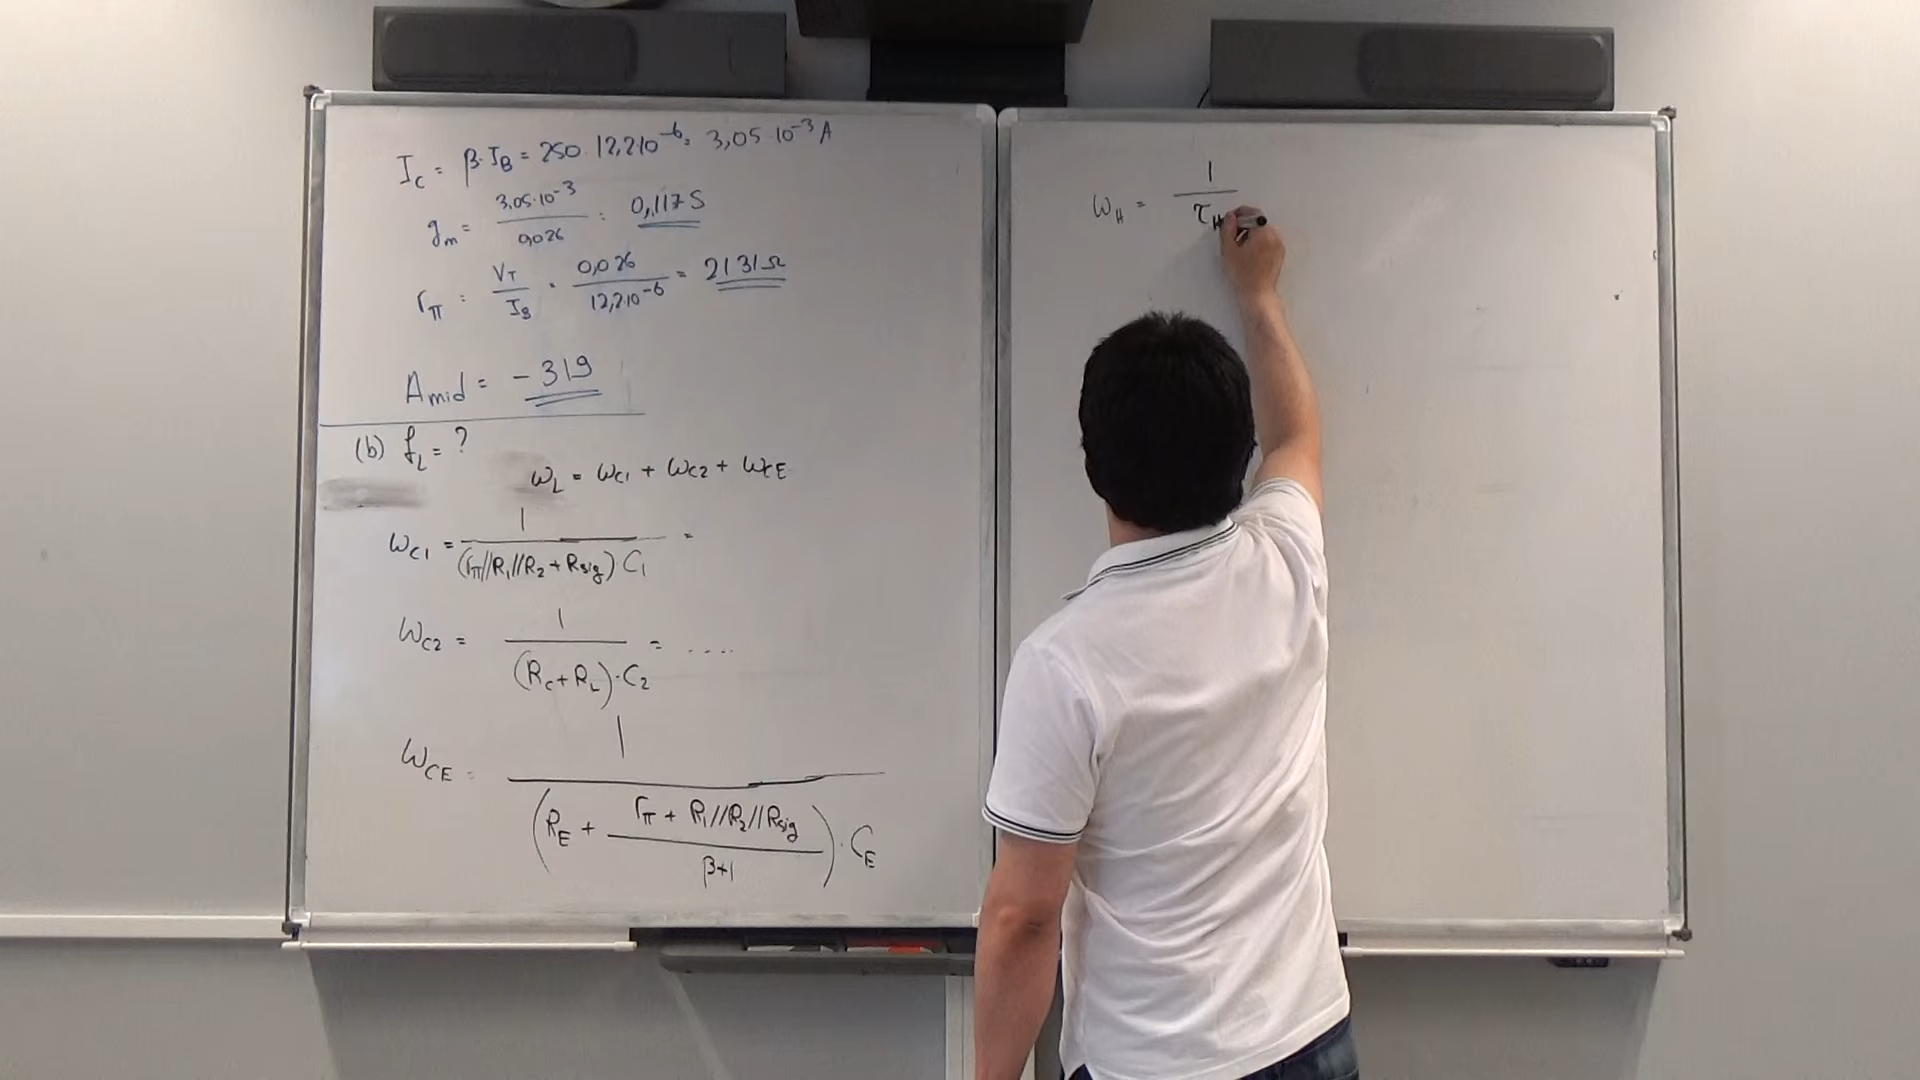 I_C = β·I_B = 250·12,2·10^-6 = 3,05·10^-3 A
g_m = 3,05·10^-3 / 0,026 = 0,117 S
r_π = V_T / I_B = 0,026 / 12,2·10^-6 = 2131 Ω
A_mid = -319
(b) f_L = ?
ω_L = ω_C1 + ω_C2 + ω_CE
ω_C1 = 1 / (r_π//R_1//R_2 + R_sig)·C_1 =
ω_C2 = 1 / (R_C + R_L)·C_2 = .....
ω_CE = 1 / (R_E + (r_π + R_1//R_2//R_sig) / (β+1))·C_E
ω_H = 1 / τ_H